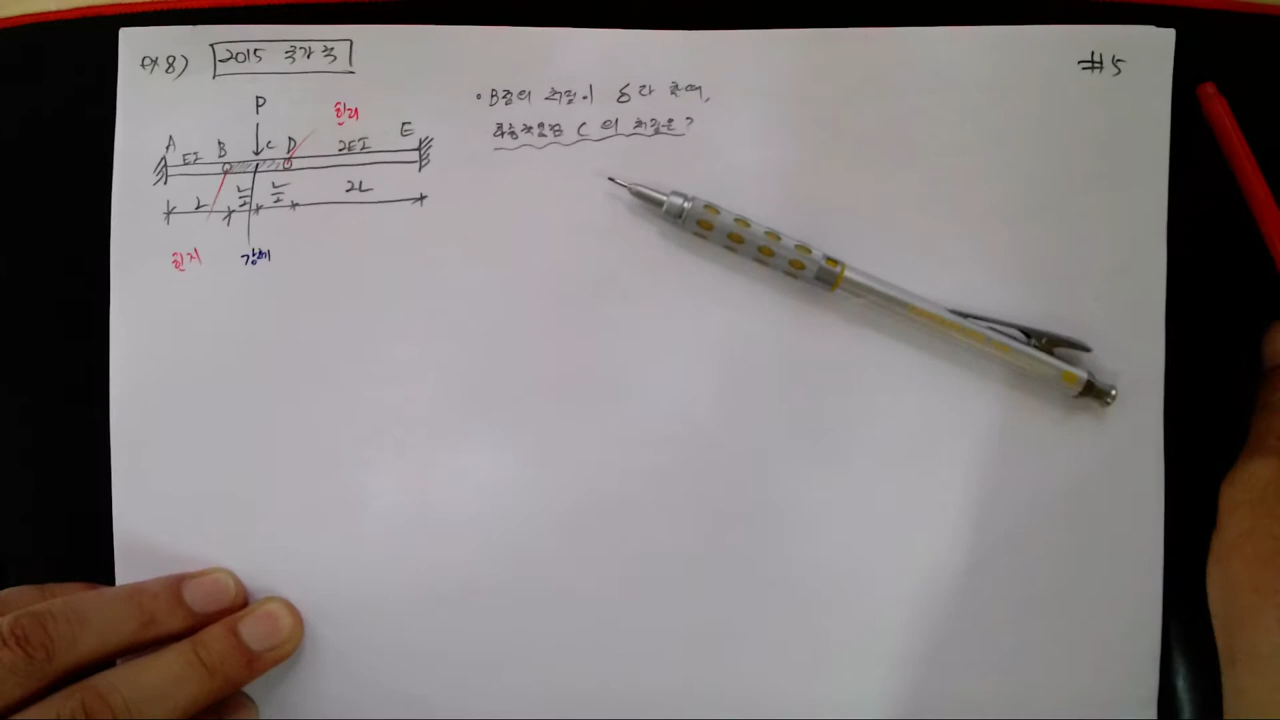 ex 8) 2015 국가직
#5
• B점의 처짐이 δ라 할 때,
하중작용점 C의 처짐은?
P
힌지
A EI B C D 2EI E
L L/2 L/2 2L
힌지 강체